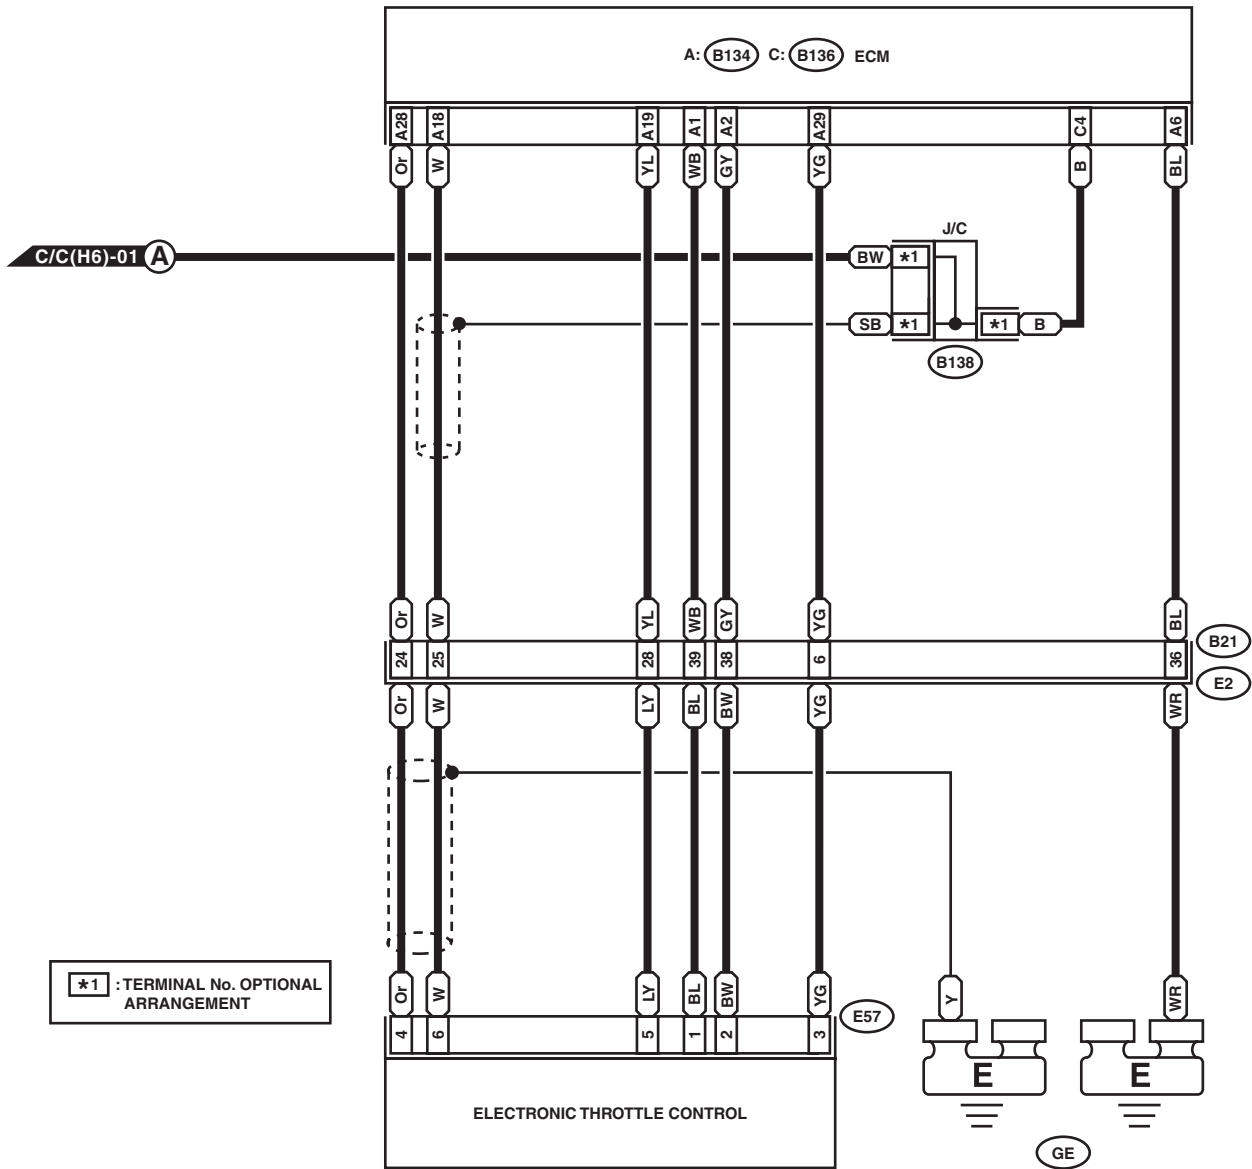 A: B134 C: B136 ECM
A28 A18 A19 A1 A2 A29 C4 A6
Or W YL WB GY YG B BL
J/C
C/C(H6)-01 A BW *1
SB *1 *1 B
B138
Or W YL WB GY YG BL
B21
24 25 28 39 38 6 36
E2
Or W LY BL BW YG WR
*1 : TERMINAL No. OPTIONAL
ARRANGEMENT
Or W LY BL BW YG Y WR
E57
4 6 5 1 2 3
E E
ELECTRONIC THROTTLE CONTROL
GE